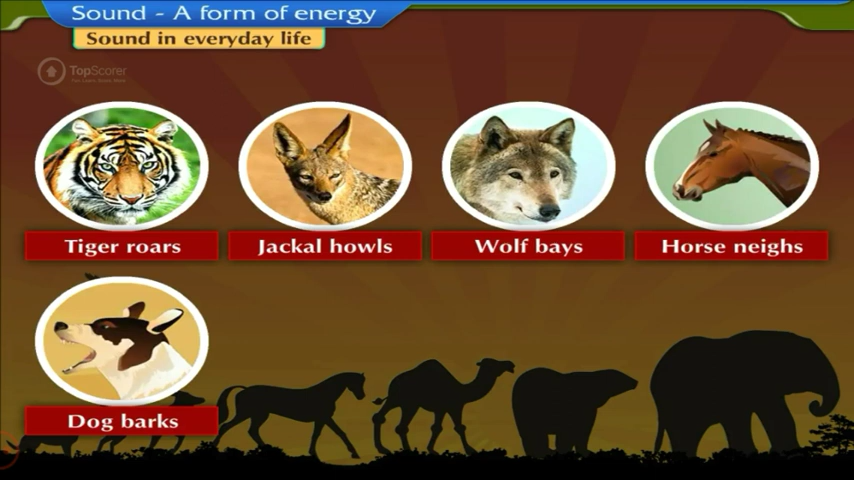 Sound - A form of energy
Sound in everyday life
TopScorer
Tiger roars
Jackal howls
Wolf bays
Horse neighs
Dog barks